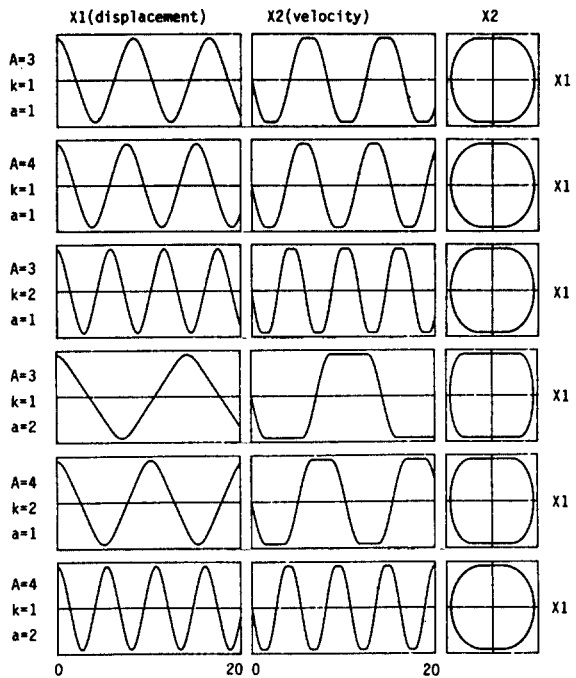 X1(displacement) X2(velocity) X2
A=3
k=1
a=1
X1
A=4
k=1
a=1
X1
A=3
k=2
a=1
X1
A=3
k=1
a=2
X1
A=4
k=2
a=1
X1
A=4
k=1
a=2
X1
0 20 0 20